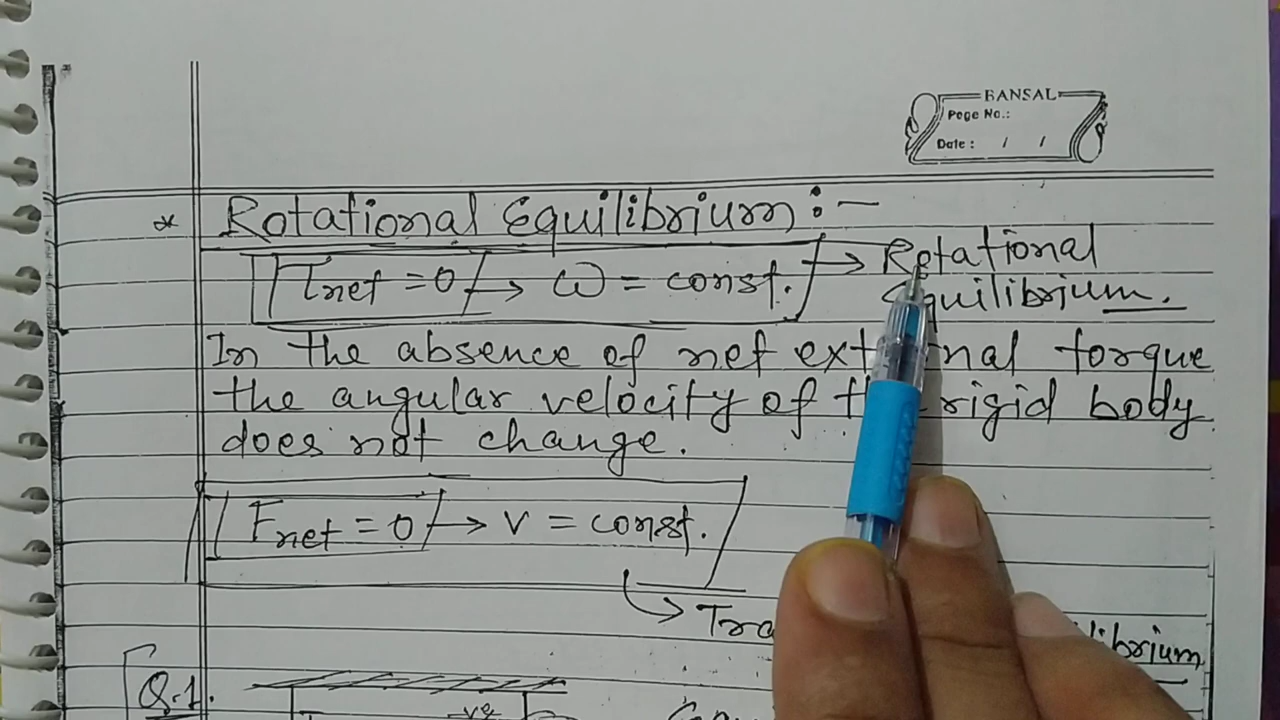 BANSAL
Page No.:
Date : / /
* Rotational Equilibrium :-
τnet = 0 → ω = const. → Rotational
Equilibrium.
In the absence of net external torque
the angular velocity of the rigid body
does not change.
Fnet = 0 → v = const.
→
Q.1.